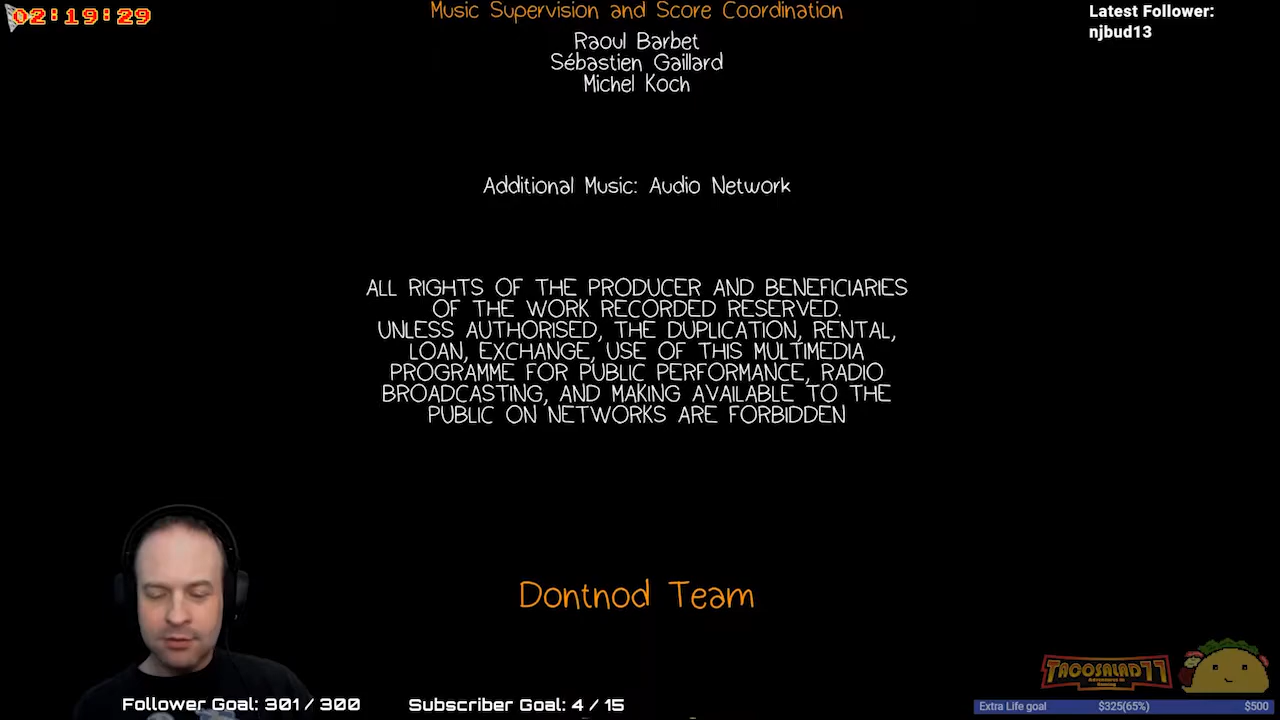 02:19:29
Music Supervision and Score Coordination
Raoul Barbet
Sébastien Gaillard
Michel Koch
Latest Follower:
njbud13
Additional Music: Audio Network
ALL RIGHTS OF THE PRODUCER AND BENEFICIARIES
OF THE WORK RECORDED RESERVED.
UNLESS AUTHORISED, THE DUPLICATION, RENTAL,
LOAN, EXCHANGE, USE OF THIS MULTIMEDIA
PROGRAMME FOR PUBLIC PERFORMANCE, RADIO
BROADCASTING, AND MAKING AVAILABLE TO THE
PUBLIC ON NETWORKS ARE FORBIDDEN
Dontnod Team
TACOSALAD77
Adventures in
Gaming
Follower Goal: 301 / 300
Subscriber Goal: 4 / 15
Extra Life goal $325(65%) $500